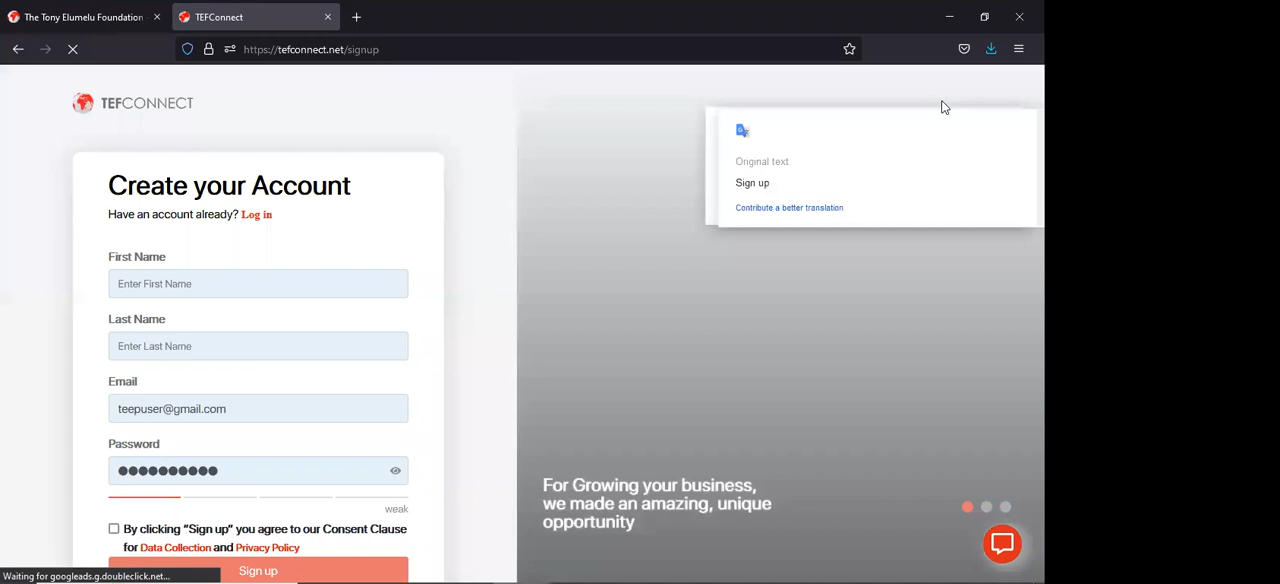 The Tony Elumelu Foundation
TEFConnect
https://tefconnect.net/signup
TEFCONNECT
Create your Account
Have an account already? Log in
First Name
Enter First Name
Last Name
Enter Last Name
Email
teepuser@gmail.com
Password
weak
By clicking “Sign up” you agree to our Consent Clause
for Data Collection and Privacy Policy
Sign up
Waiting for googleads.g.doubleclick.net...
Original text
Sign up
Contribute a better translation
For Growing your business,
we made an amazing, unique
opportunity